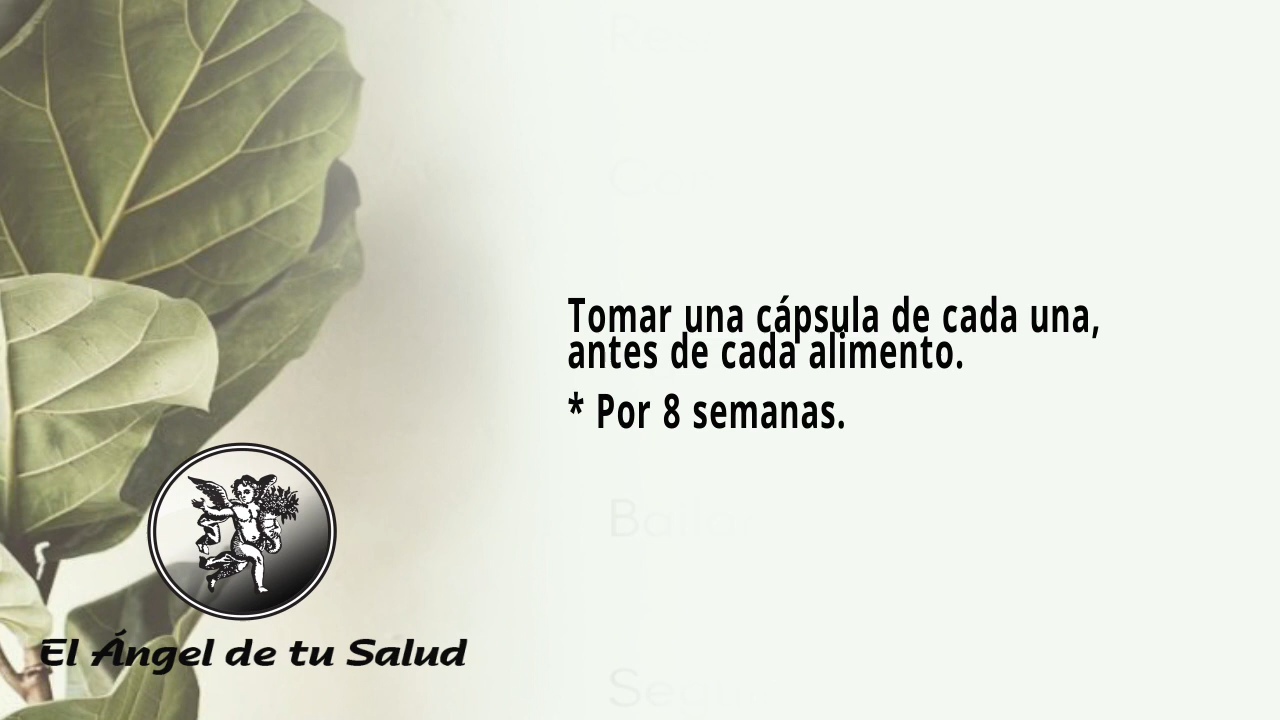 Tomar una cápsula de cada una,
antes de cada alimento.
* Por 8 semanas.
El Ángel de tu Salud